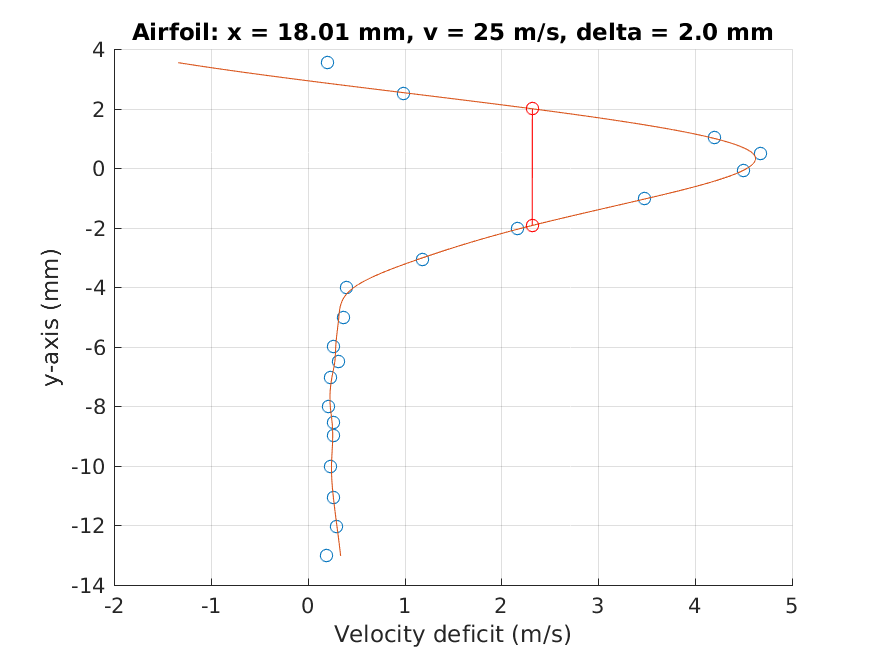 Airfoil: x = 18.01 mm, v = 25 m/s, delta = 2.0 mm
4
2
0
-2
-4
-6
-8
-10
-12
-14
y-axis (mm)
-2 -1 0 1 2 3 4 5
Velocity deficit (m/s)